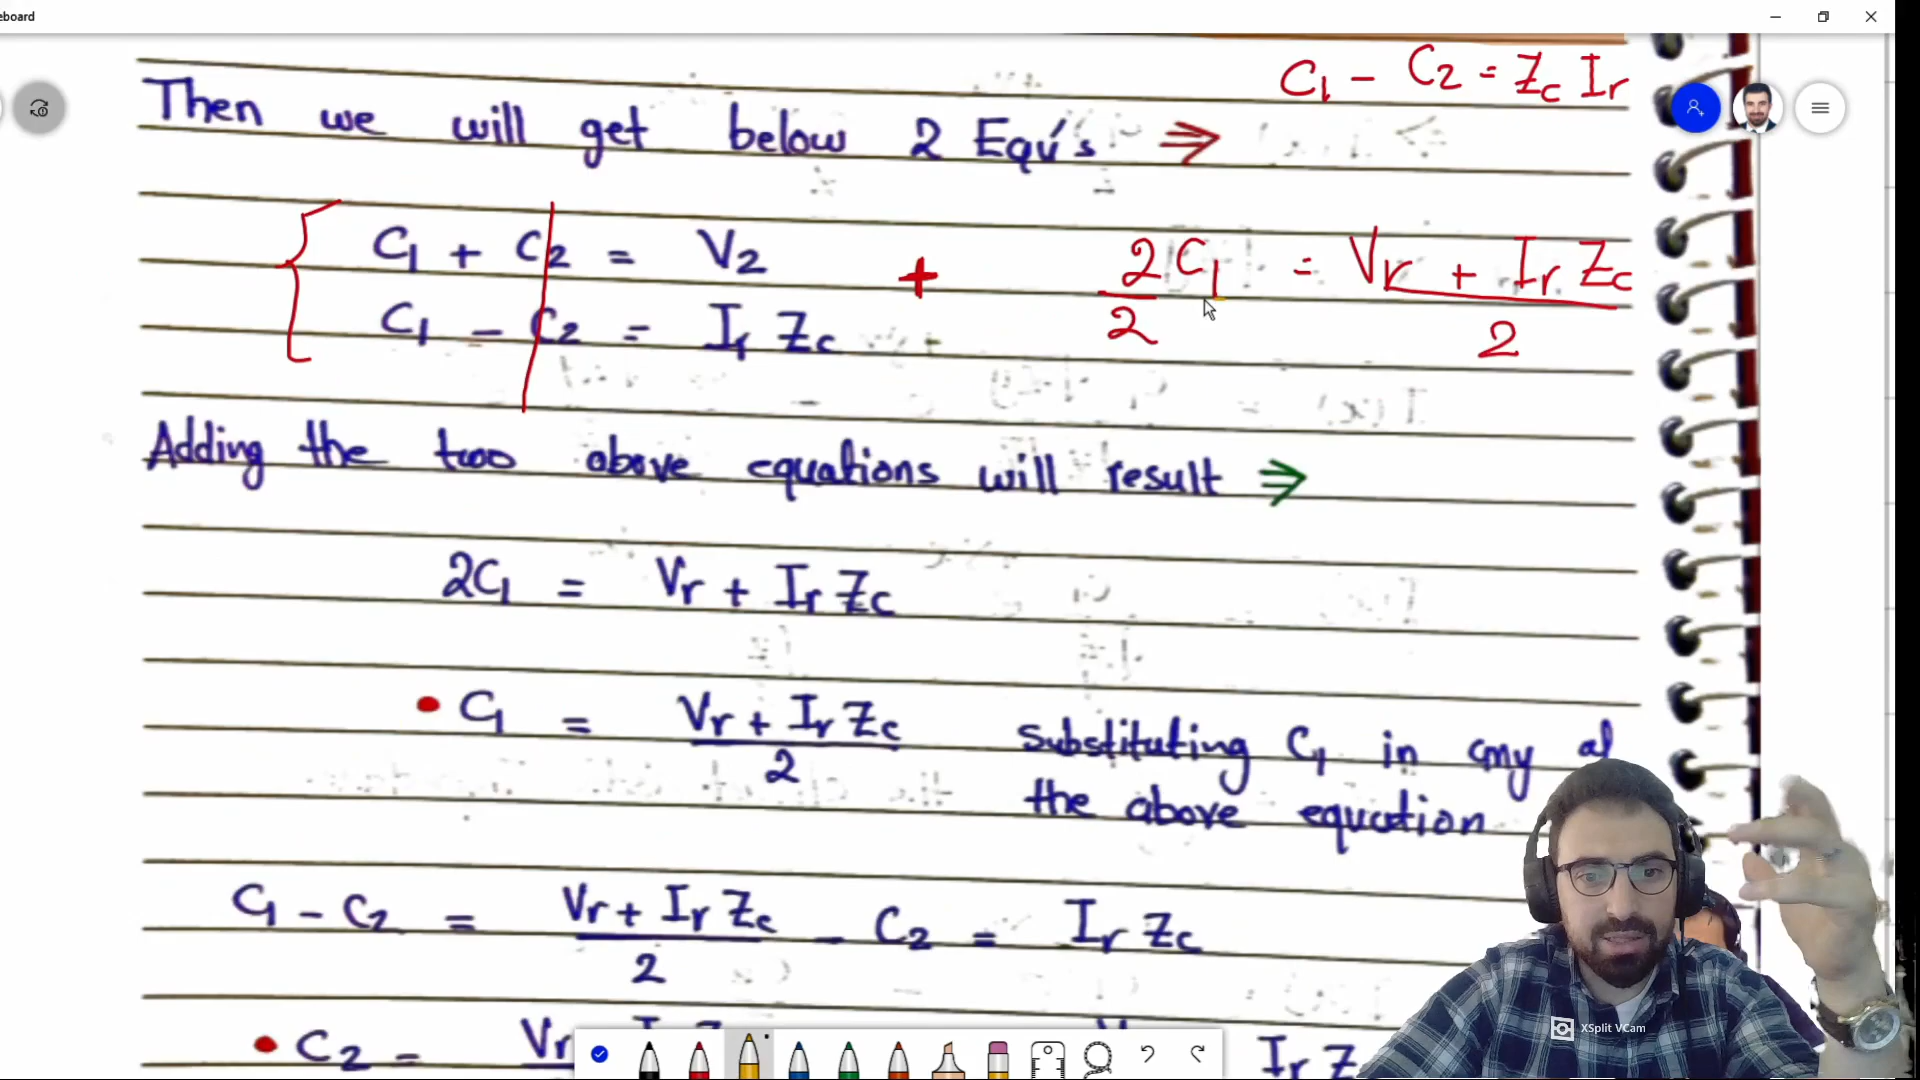 eboard
C1 - C2 = Zc Ir
Then we will get below 2 Equ's ⇒
C1 + C2 = V2
+
2C1 = Vr + Ir Zc
C1 - C2 = Ir Zc
2 2
Adding the two above equations will result ⇒
2C1 = Vr + Ir Zc
• C1 = Vr + Ir Zc
2
substituting C1 in any
the above equation
C1 - C2 = Vr + Ir Zc - C2 = Ir Zc
2
• C2 = Vr
Ir Z
XSplit VCam